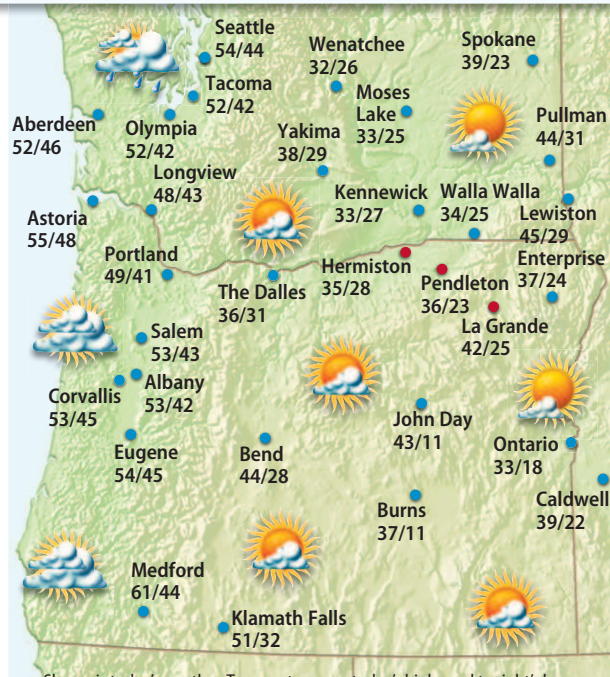 Seattle
54/44
Wenatchee
32/26
Spokane
39/23
Tacoma
52/42
Moses
Lake
33/25
Pullman
44/31
Aberdeen
52/46
Olympia
52/42
Yakima
38/29
Longview
48/43
Kennewick
33/27
Walla Walla
34/25
Lewiston
45/29
Astoria
55/48
Portland
49/41
The Dalles
36/31
Hermiston
35/28
Pendleton
36/23
Enterprise
37/24
La Grande
42/25
Salem
53/43
Corvallis
53/45
Albany
53/42
John Day
43/11
Eugene
54/45
Bend
44/28
Ontario
33/18
Caldwell
39/22
Burns
37/11
Medford
61/44
Klamath Falls
51/32